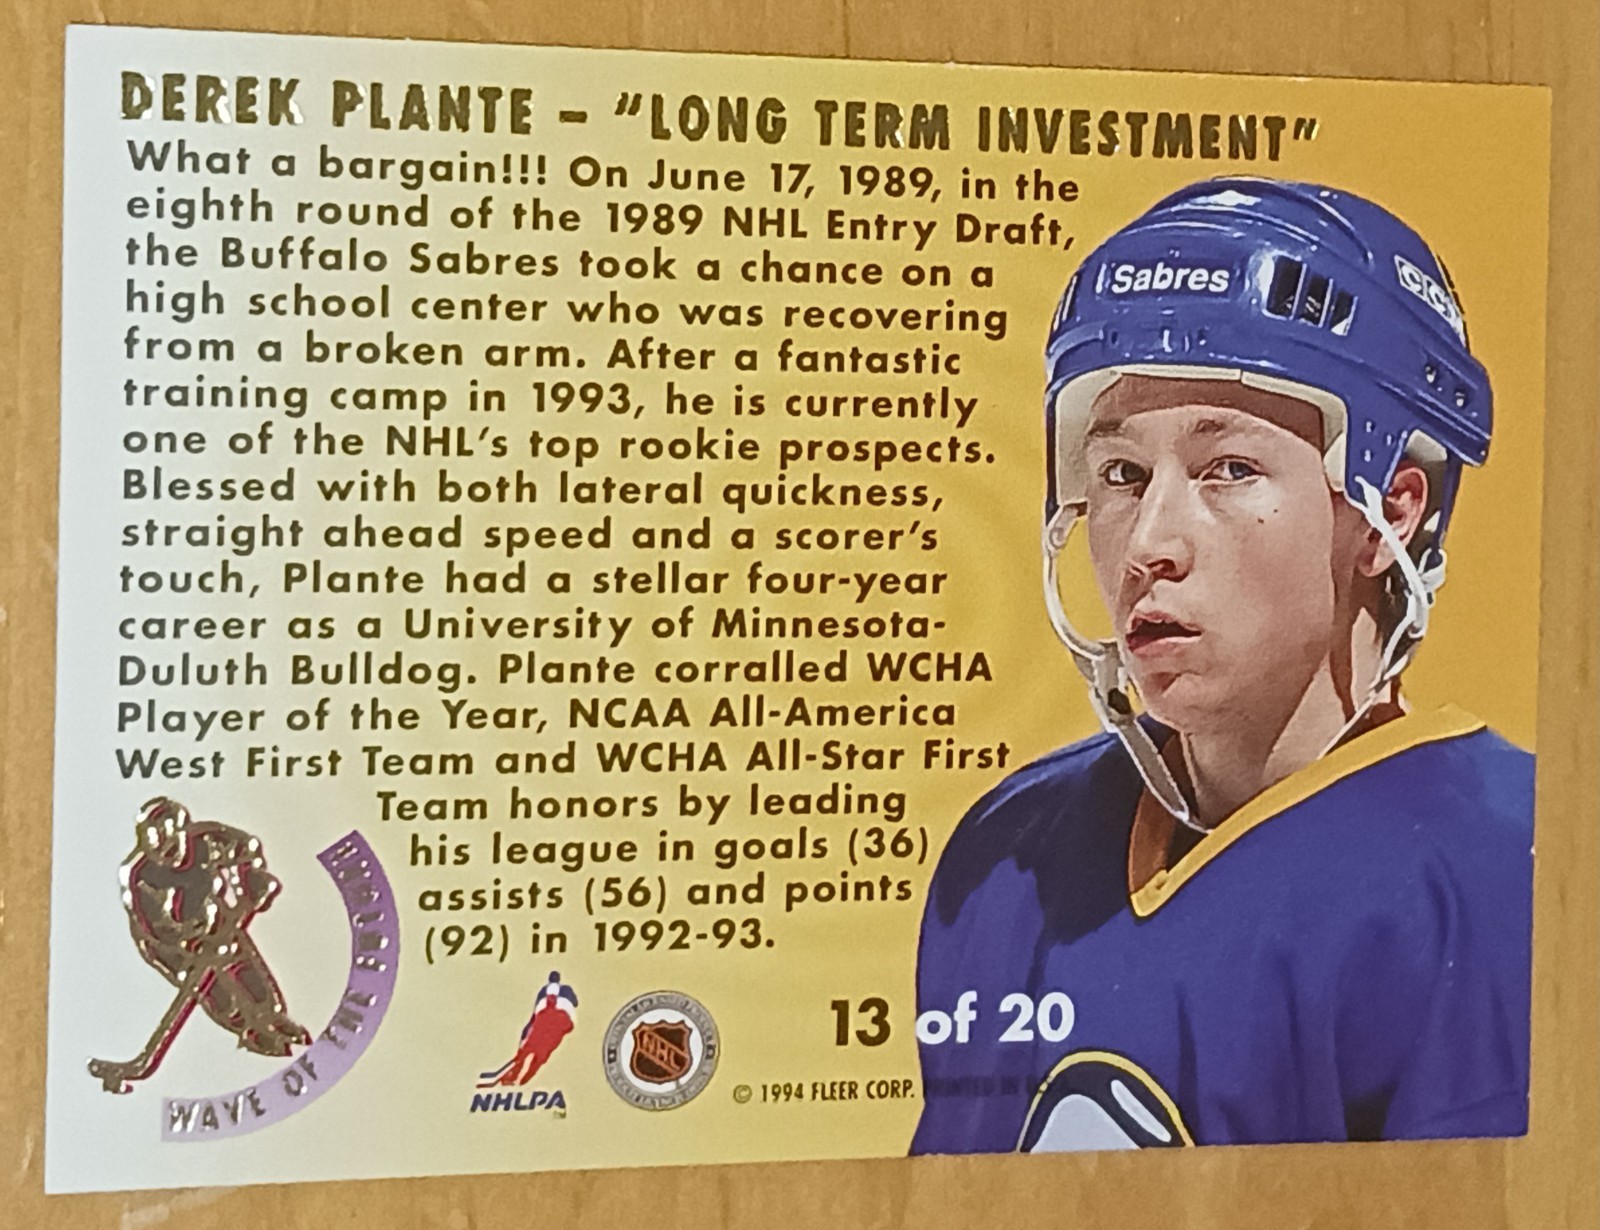 DEREK PLANTE - "LONG TERM INVESTMENT"
What a bargain!!! On June 17, 1989, in the
eighth round of the 1989 NHL Entry Draft,
the Buffalo Sabres took a chance on a
high school center who was recovering
from a broken arm. After a fantastic
training camp in 1993, he is currently
one of the NHL's top rookie prospects.
Blessed with both lateral quickness,
straight ahead speed and a scorer's
touch, Plante had a stellar four-year
career as a University of Minnesota-
Duluth Bulldog. Plante corralled WCHA
Player of the Year, NCAA All-America
West First Team and WCHA All-Star First
Team honors by leading
his league in goals (36)
assists (56) and points
(92) in 1992-93.
WAVE OF THE FUTURE
NHLPA
NHL
13 of 20
© 1994 FLEER CORP. PRINTED IN
Sabres
CCM